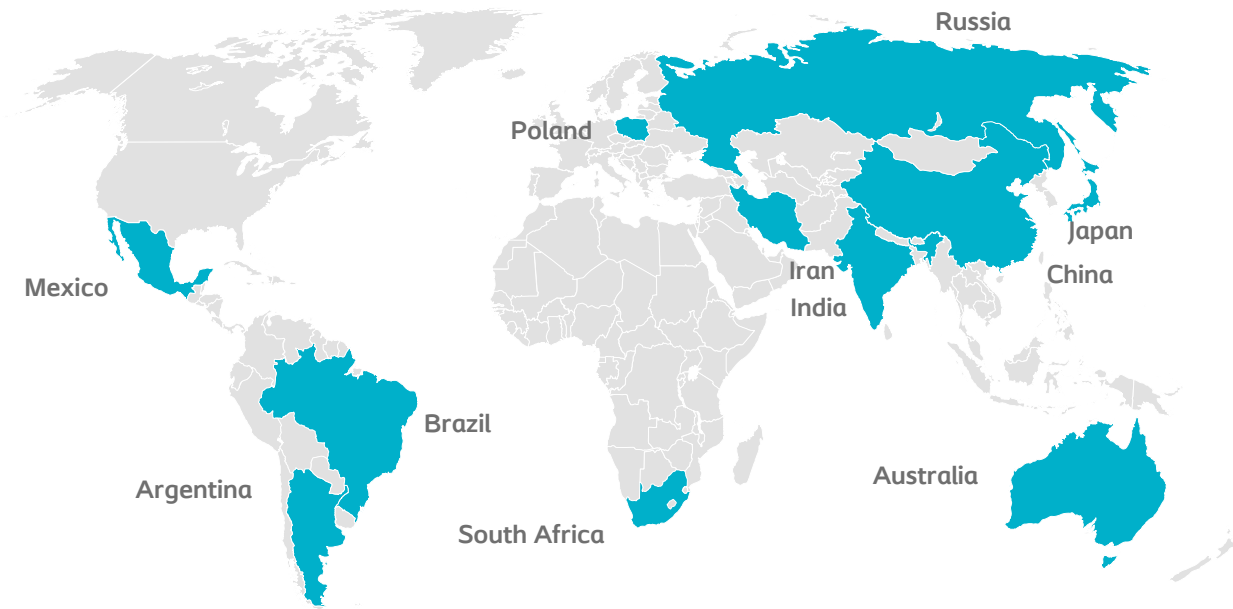 Russia
Poland
Japan
Iran
China
Mexico
India
Brazil
Australia
Argentina
South Africa